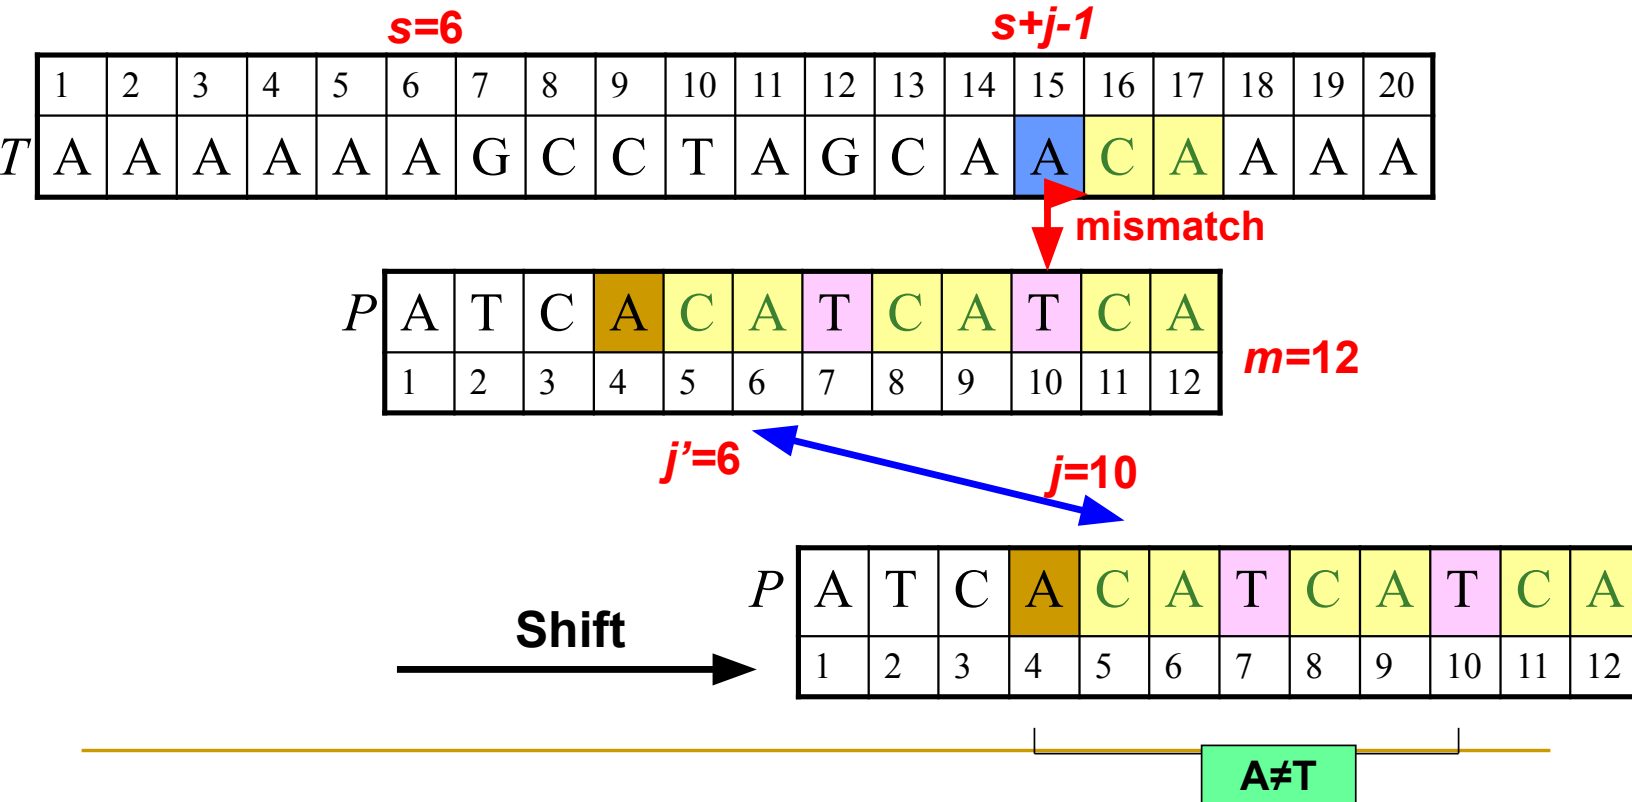 s=6 s+j-1
1 2 3 4 5 6 7 8 9 10 11 12 13 14 15 16 17 18 19 20
T A A A A A A G C C T A G C A A C A A A A
mismatch
P A T C A C A T C A T C A
1 2 3 4 5 6 7 8 9 10 11 12
m=12
j’=6 j=10
P A T C A C A T C A T C A
Shift
1 2 3 4 5 6 7 8 9 10 11 12
A≠T